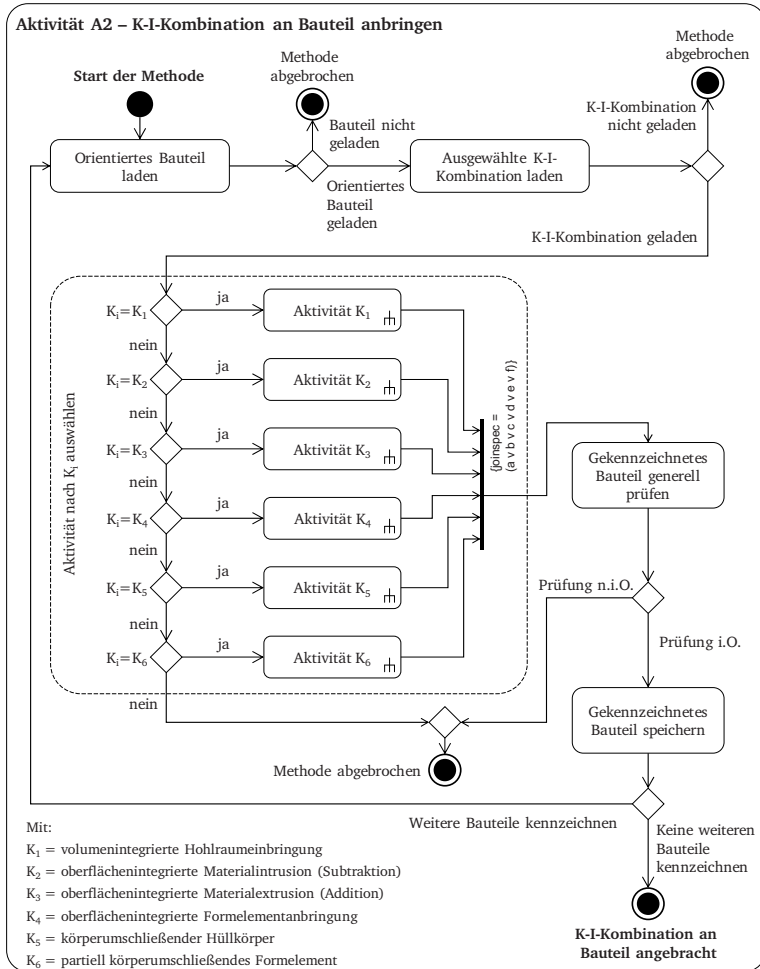 Aktivität A2 – K-I-Kombination an Bauteil anbringen
Start der Methode
Methode
abgebrochen
Methode
abgebrochen
Orientiertes Bauteil
laden
Bauteil nicht
geladen
Orientiertes
Bauteil
geladen
Ausgewählte K-I-
Kombination laden
K-I-Kombination
nicht geladen
K-I-Kombination geladen
Aktivität nach Ki auswählen
Ki=K1
ja
Aktivität K1
nein
Ki=K2
ja
Aktivität K2
nein
Ki=K3
ja
Aktivität K3
nein
Ki=K4
ja
Aktivität K4
nein
Ki=K5
ja
Aktivität K5
nein
Ki=K6
ja
Aktivität K6
nein
{joinspec =
(a v b v c v d v e v f)}
Gekennzeichnetes
Bauteil generell
prüfen
Prüfung n.i.O.
Prüfung i.O.
Gekennzeichnetes
Bauteil speichern
Methode abgebrochen
Weitere Bauteile kennzeichnen
Keine weiteren
Bauteile
kennzeichnen
K-I-Kombination an
Bauteil angebracht
Mit:
K1 = volumenintegrierte Hohlraumeinbringung
K2 = oberflächenintegrierte Materialintrusion (Subtraktion)
K3 = oberflächenintegrierte Materialextrusion (Addition)
K4 = oberflächenintegrierte Formelementanbringung
K5 = körperumschließender Hüllkörper
K6 = partiell körperumschließendes Formelement